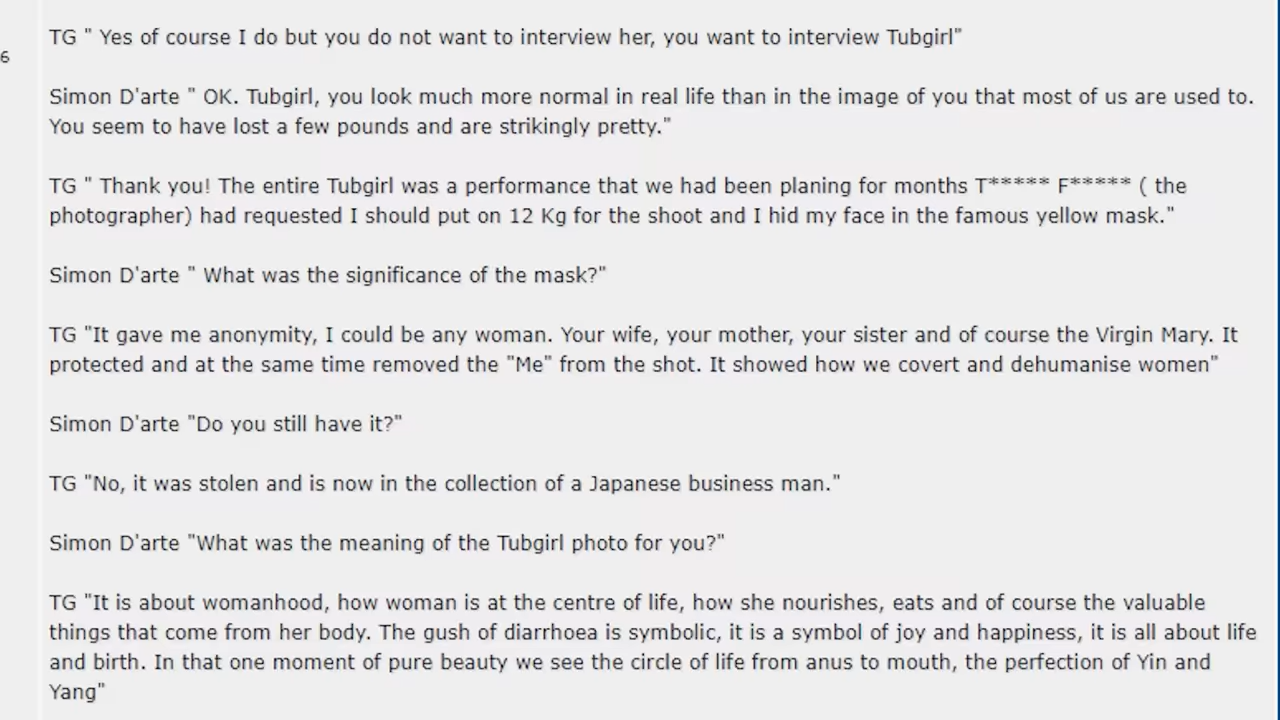 TG " Yes of course I do but you do not want to interview her, you want to interview Tubgirl"
6
Simon D'arte " OK. Tubgirl, you look much more normal in real life than in the image of you that most of us are used to.
You seem to have lost a few pounds and are strikingly pretty."
TG " Thank you! The entire Tubgirl was a performance that we had been planing for months T***** F***** ( the
photographer) had requested I should put on 12 Kg for the shoot and I hid my face in the famous yellow mask."
Simon D'arte " What was the significance of the mask?"
TG "It gave me anonymity, I could be any woman. Your wife, your mother, your sister and of course the Virgin Mary. It
protected and at the same time removed the "Me" from the shot. It showed how we covert and dehumanise women"
Simon D'arte "Do you still have it?"
TG "No, it was stolen and is now in the collection of a Japanese business man."
Simon D'arte "What was the meaning of the Tubgirl photo for you?"
TG "It is about womanhood, how woman is at the centre of life, how she nourishes, eats and of course the valuable
things that come from her body. The gush of diarrhoea is symbolic, it is a symbol of joy and happiness, it is all about life
and birth. In that one moment of pure beauty we see the circle of life from anus to mouth, the perfection of Yin and
Yang"